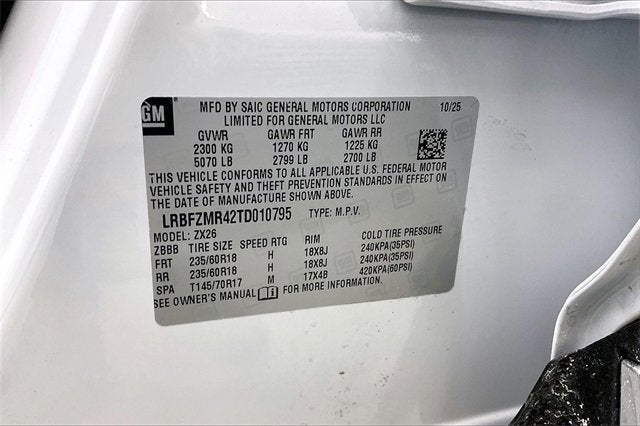 GM
MFD BY SAIC GENERAL MOTORS CORPORATION 10/25
LIMITED FOR GENERAL MOTORS LLC
GVWR GAWR FRT GAWR RR
2300 KG 1270 KG 1225 KG
5070 LB 2799 LB 2700 LB
THIS VEHICLE CONFORMS TO ALL APPLICABLE U.S. FEDERAL MOTOR
VEHICLE SAFETY AND THEFT PREVENTION STANDARDS IN EFFECT ON
THE DATE OF MANUFACTURE SHOWN ABOVE.
LRBFZMR42TD010795 TYPE: M.P.V.
MODEL: ZX26
ZBBB TIRE SIZE SPEED RTG RIM COLD TIRE PRESSURE
FRT 235/60R18 H 18X8J 240KPA(35PSI)
RR 235/60R18 H 18X8J 240KPA(35PSI)
SPA T145/70R17 M 17X4B 420KPA(60PSI)
SEE OWNER'S MANUAL FOR MORE INFORMATION.